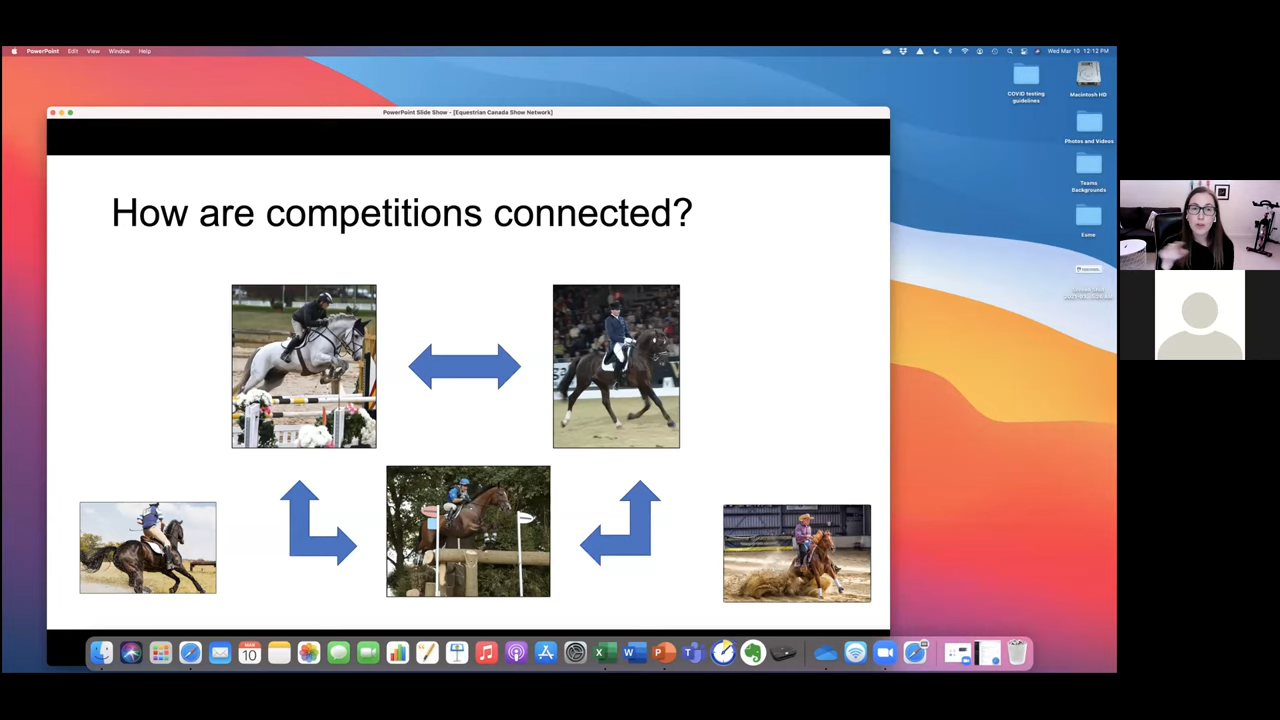 PowerPoint Edit View Window Help
Wed Mar 10 12:12 PM
COVID testing
guidelines
Macintosh HD
PowerPoint Slide Show - [Equestrian Canada Show Network]
Photos and Videos
Teams
Backgrounds
Esme
How are competitions connected?
MAR
10